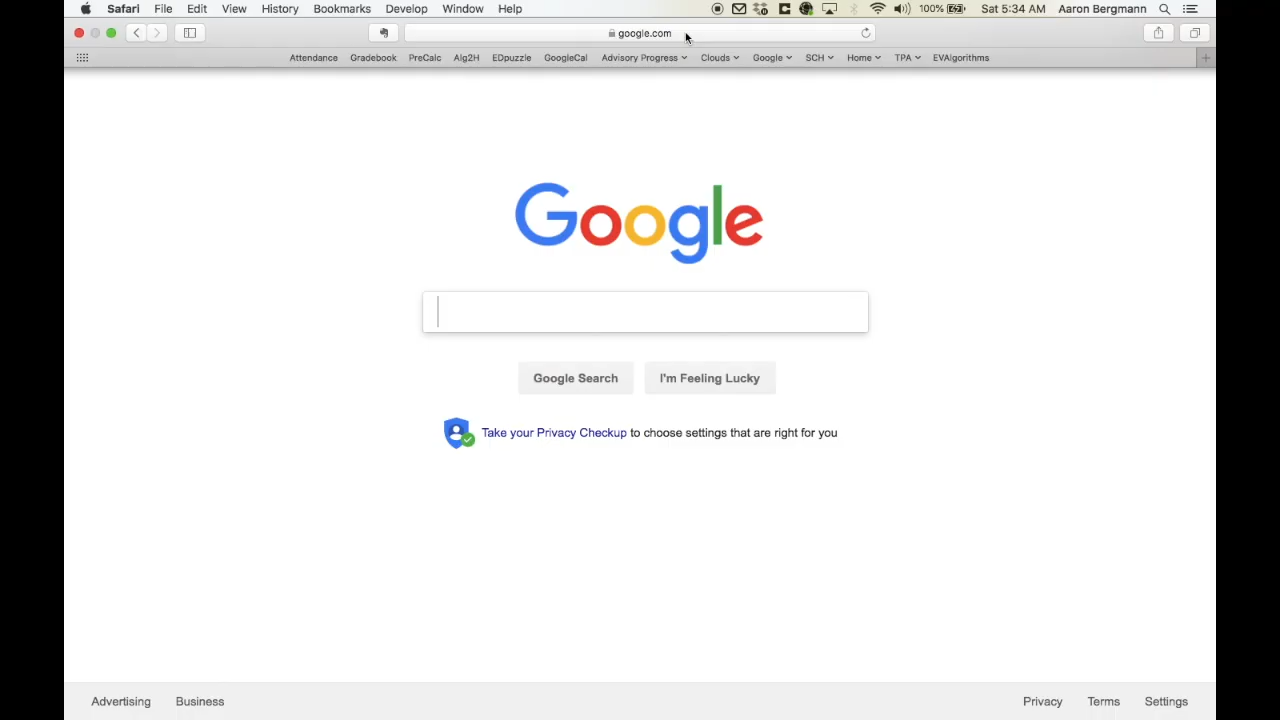 Safari File Edit View History Bookmarks Develop Window Help 100% Sat 5:34 AM Aaron Bergmann
google.com
Attendance Gradebook PreCalc Alg2H EDpuzzle GoogleCal Advisory Progress Clouds Google SCH Home TPA EVAlgorithms
Google
Google Search I'm Feeling Lucky
Take your Privacy Checkup to choose settings that are right for you
Advertising Business Privacy Terms Settings